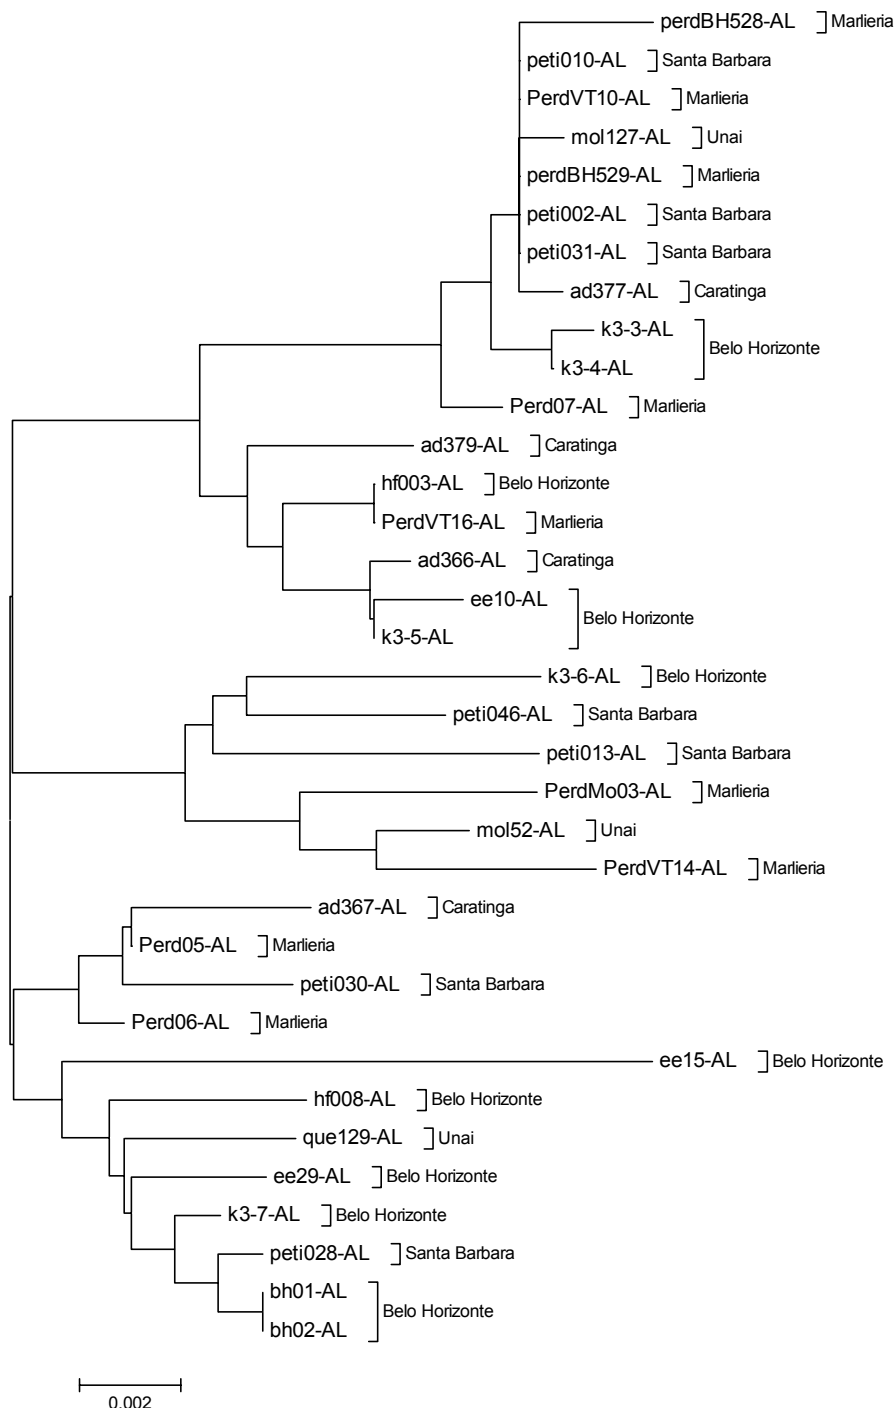 perdBH528-AL Marlieria
peti010-AL Santa Barbara
PerdVT10-AL Marlieria
mol127-AL Unai
perdBH529-AL Marlieria
peti002-AL Santa Barbara
peti031-AL Santa Barbara
ad377-AL Caratinga
k3-3-AL
Belo Horizonte
k3-4-AL
Perd07-AL Marlieria
ad379-AL Caratinga
hf003-AL Belo Horizonte
PerdVT16-AL Marlieria
ad366-AL Caratinga
ee10-AL
Belo Horizonte
k3-5-AL
k3-6-AL Belo Horizonte
peti046-AL Santa Barbara
peti013-AL Santa Barbara
PerdMo03-AL Marlieria
mol52-AL Unai
PerdVT14-AL Marlieria
ad367-AL Caratinga
Perd05-AL Marlieria
peti030-AL Santa Barbara
Perd06-AL Marlieria
ee15-AL Belo Horizonte
hf008-AL Belo Horizonte
que129-AL Unai
ee29-AL Belo Horizonte
k3-7-AL Belo Horizonte
peti028-AL Santa Barbara
bh01-AL
Belo Horizonte
bh02-AL
0.002